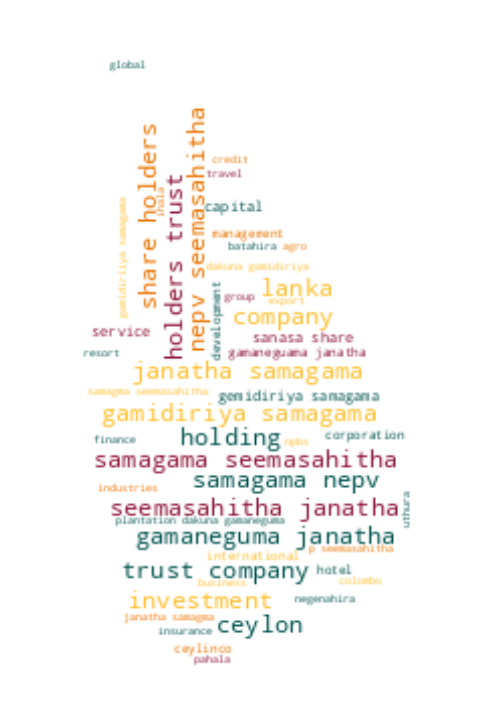 global
share holders
nepv seemasahitha
holders trust
credit
travel
ihala
gamidiriya samagama
capital
management
batahira
agro
dakuna gamidiriya
development
group
lanka
export
company
service
sanasa share
resort
gamaneguama janatha
janatha samagama
samagma seemasahitha
gemidiriya samagama
gamidiriya samagama
finance
holding
npbs
corporation
samagama seemasahitha
samagama nepv
industries
seemasahitha janatha
uthura
plantation
dakuna gamaneguma
gamaneguma janatha
p seemasahitha
international
trust company
hotel
business
colombo
investment
negenahira
janatha samagma
insurance
ceylon
ceylinco
pahala